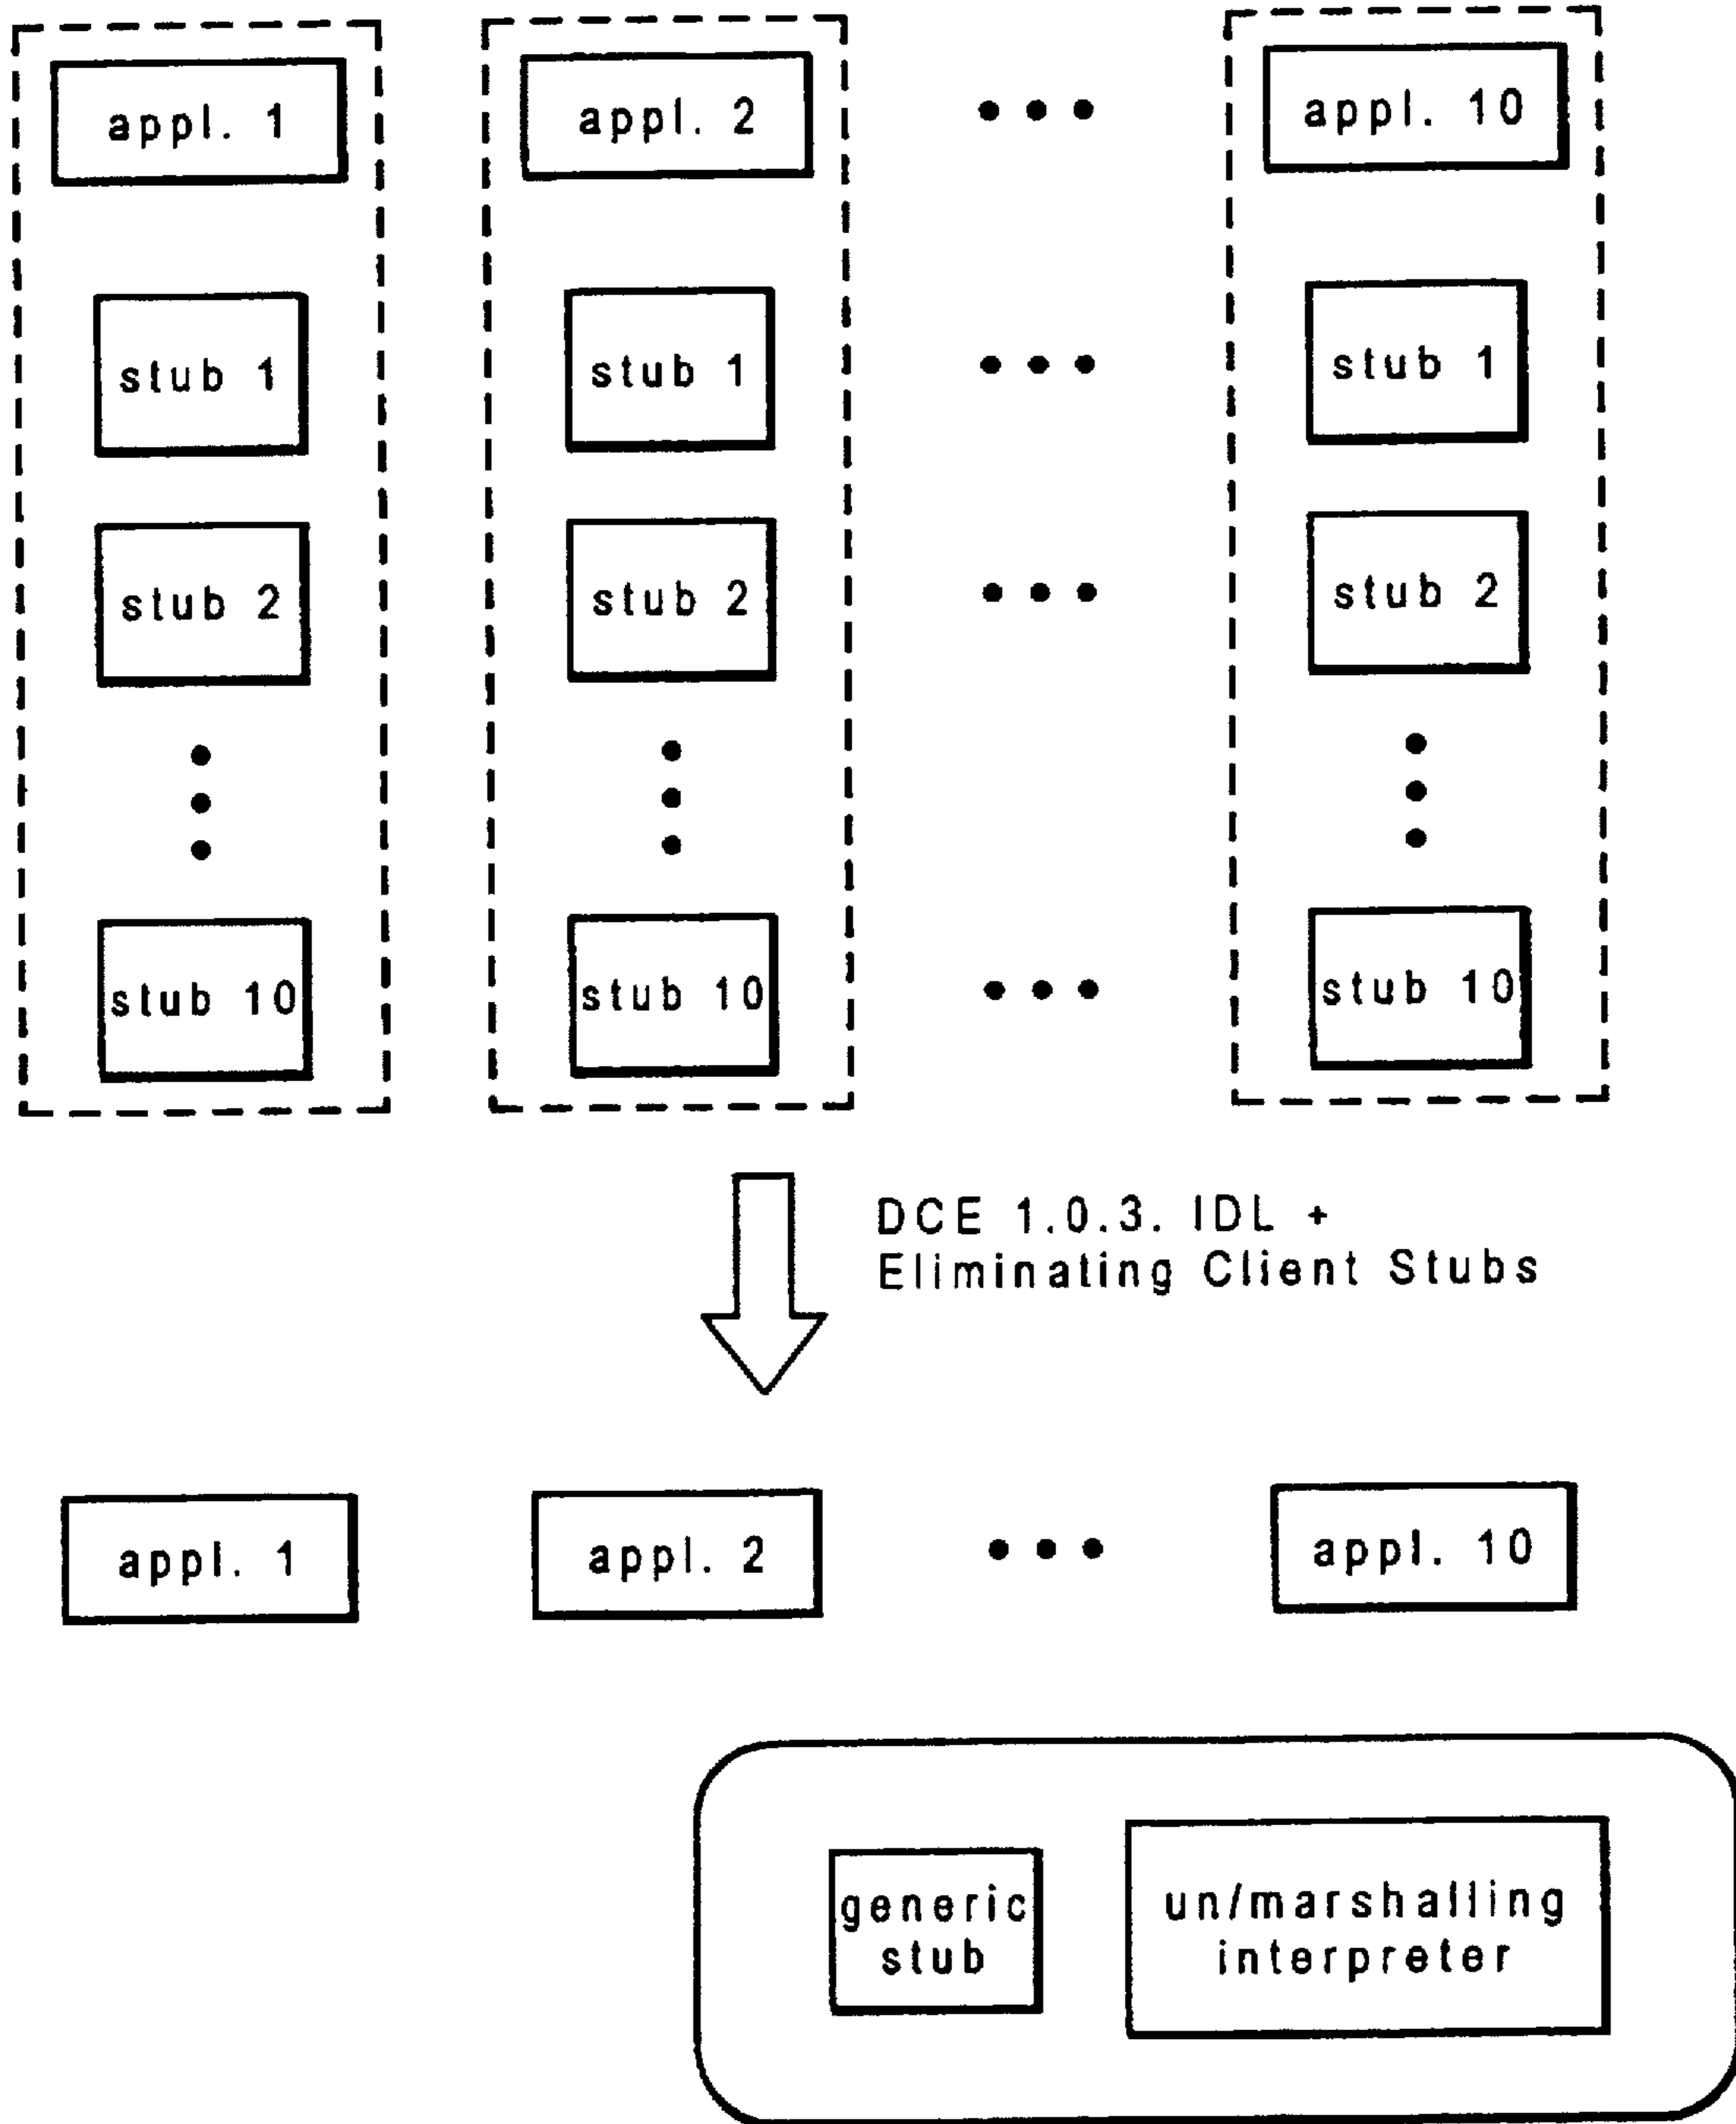 appl. 1
appl. 2
appl. 10
stub 1
stub 1
stub 1
stub 2
stub 2
stub 2
stub 10
stub 10
stub 10
DCE 1.0.3. IDL +
Eliminating Client Stubs
appl. 1
appl. 2
appl. 10
generic
stub
un/marshalling
interpreter